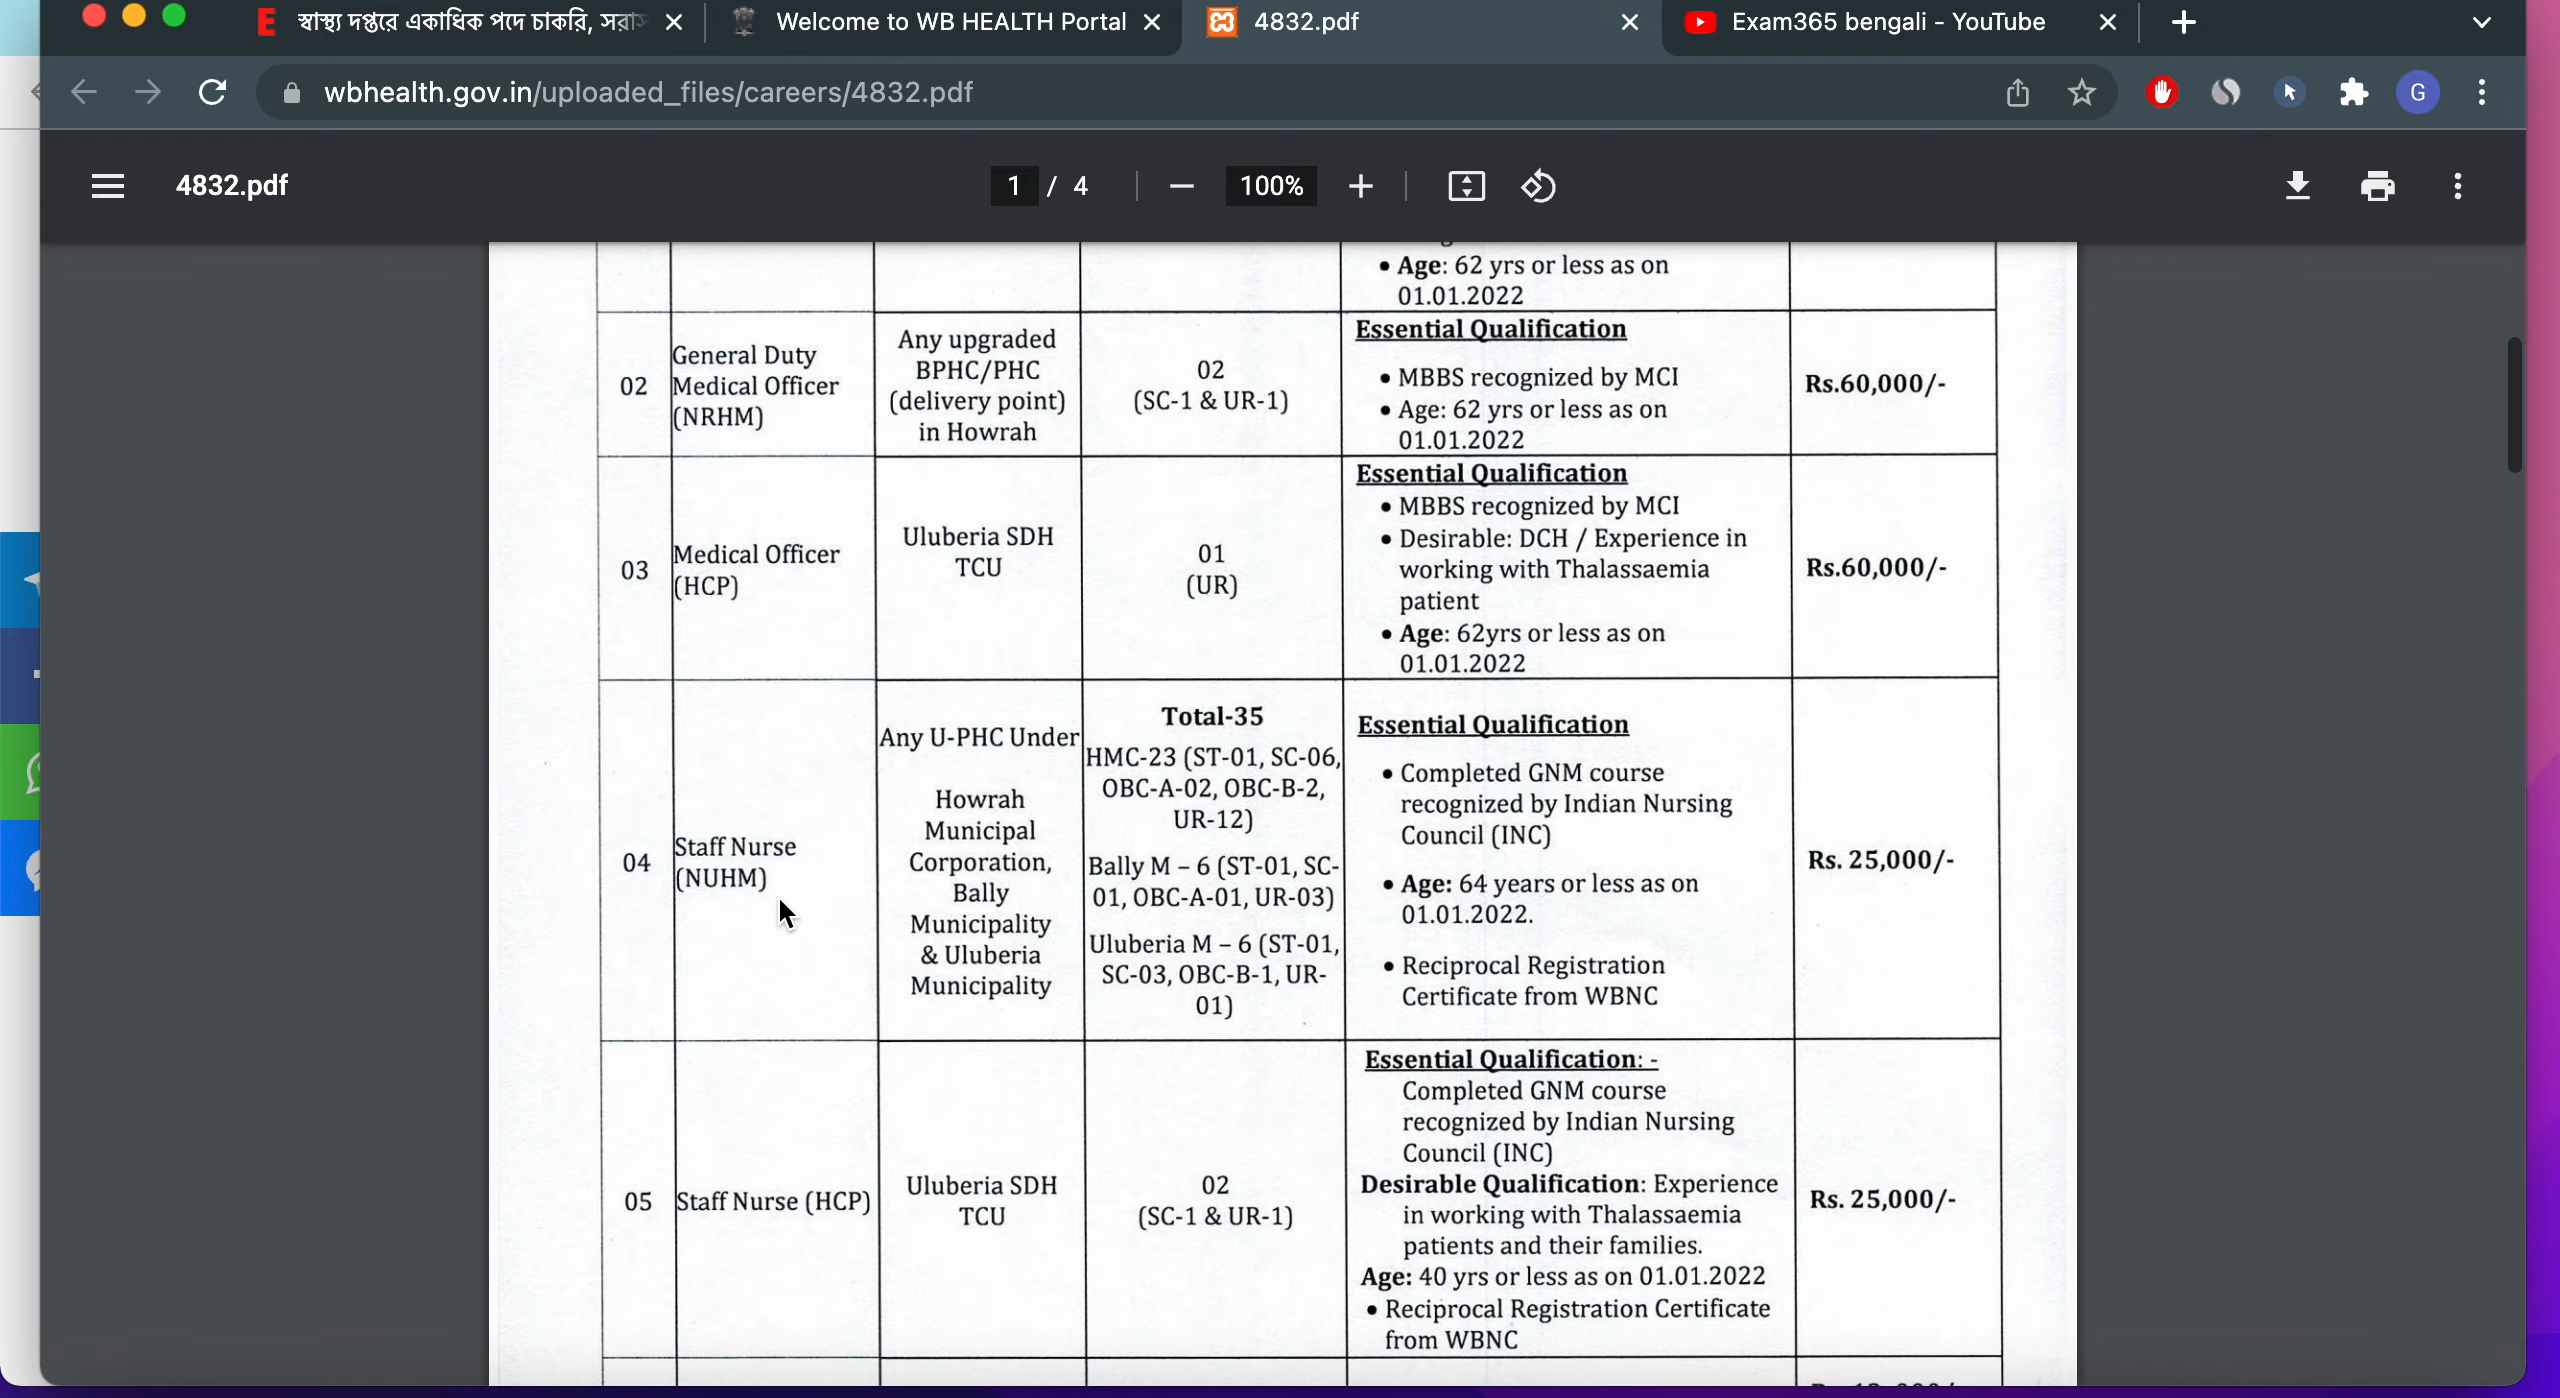 স্বাস্থ্য দপ্তরে একাধিক পদে চাকরি,
Welcome to WB HEALTH Portal
4832.pdf
Exam365 bengali - YouTube
wbhealth.gov.in/uploaded_files/careers/4832.pdf
G
4832.pdf
1 / 4
100%
• Age: 62 yrs or less as on
01.01.2022
02
General Duty
Medical Officer
(NRHM)
Any upgraded
BPHC/PHC
(delivery point)
in Howrah
02
(SC-1 & UR-1)
Essential Qualification
• MBBS recognized by MCI
• Age: 62 yrs or less as on
01.01.2022
Rs.60,000/-
03
Medical Officer
(HCP)
Uluberia SDH
TCU
01
(UR)
Essential Qualification
• MBBS recognized by MCI
• Desirable: DCH / Experience in
working with Thalassaemia
patient
• Age: 62yrs or less as on
01.01.2022
Rs.60,000/-
04
Staff Nurse
(NUHM)
Any U-PHC Under
Howrah
Municipal
Corporation,
Bally
Municipality
& Uluberia
Municipality
Total-35
HMC-23 (ST-01, SC-06,
OBC-A-02, OBC-B-2,
UR-12)
Bally M – 6 (ST-01, SC-
01, OBC-A-01, UR-03)
Uluberia M – 6 (ST-01,
SC-03, OBC-B-1, UR-
01)
Essential Qualification
• Completed GNM course
recognized by Indian Nursing
Council (INC)
• Age: 64 years or less as on
01.01.2022.
• Reciprocal Registration
Certificate from WBNC
Rs. 25,000/-
05
Staff Nurse (HCP)
Uluberia SDH
TCU
02
(SC-1 & UR-1)
Essential Qualification: -
Completed GNM course
recognized by Indian Nursing
Council (INC)
Desirable Qualification: Experience
in working with Thalassaemia
patients and their families.
Age: 40 yrs or less as on 01.01.2022
• Reciprocal Registration Certificate
from WBNC
Rs. 25,000/-